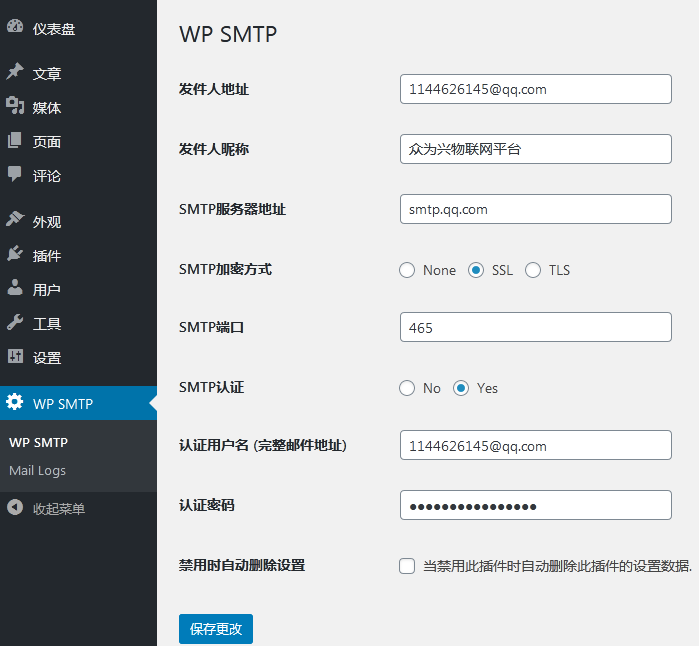 仪表盘
文章
媒体
页面
评论
外观
插件
用户
工具
设置
WP SMTP
WP SMTP
Mail Logs
收起菜单
WP SMTP
发件人地址 1144626145@qq.com
发件人昵称 众为兴物联网平台
SMTP服务器地址 smtp.qq.com
SMTP加密方式 None SSL TLS
SMTP端口 465
SMTP认证 No Yes
认证用户名 (完整邮件地址) 1144626145@qq.com
认证密码 ●●●●●●●●●●●●●●●●
禁用时自动删除设置 当禁用此插件时自动删除此插件的设置数据.
保存更改